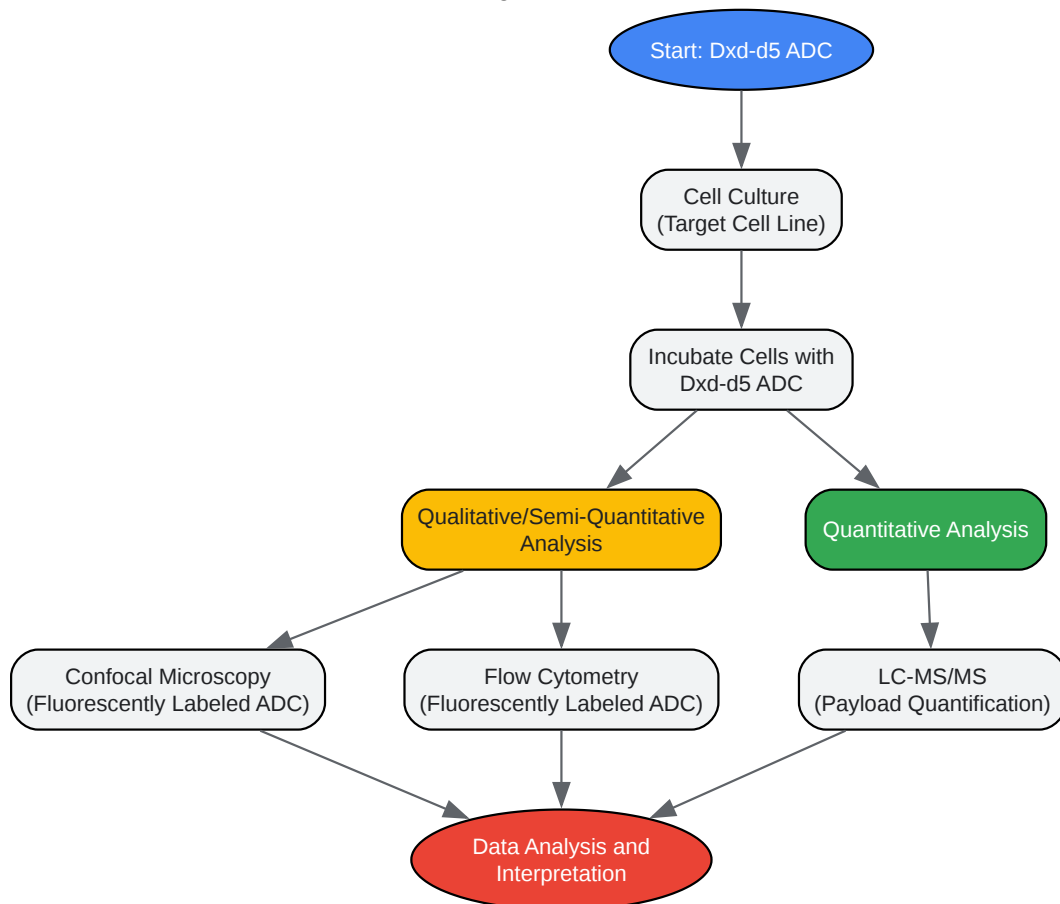 Start: Dxd-d5 ADC
Cell Culture
(Target Cell Line)
Incubate Cells with
Dxd-d5 ADC
Qualitative/Semi-Quantitative
Analysis
Quantitative Analysis
Confocal Microscopy
(Fluorescently Labeled ADC)
Flow Cytometry
(Fluorescently Labeled ADC)
LC-MS/MS
(Payload Quantification)
Data Analysis and
Interpretation